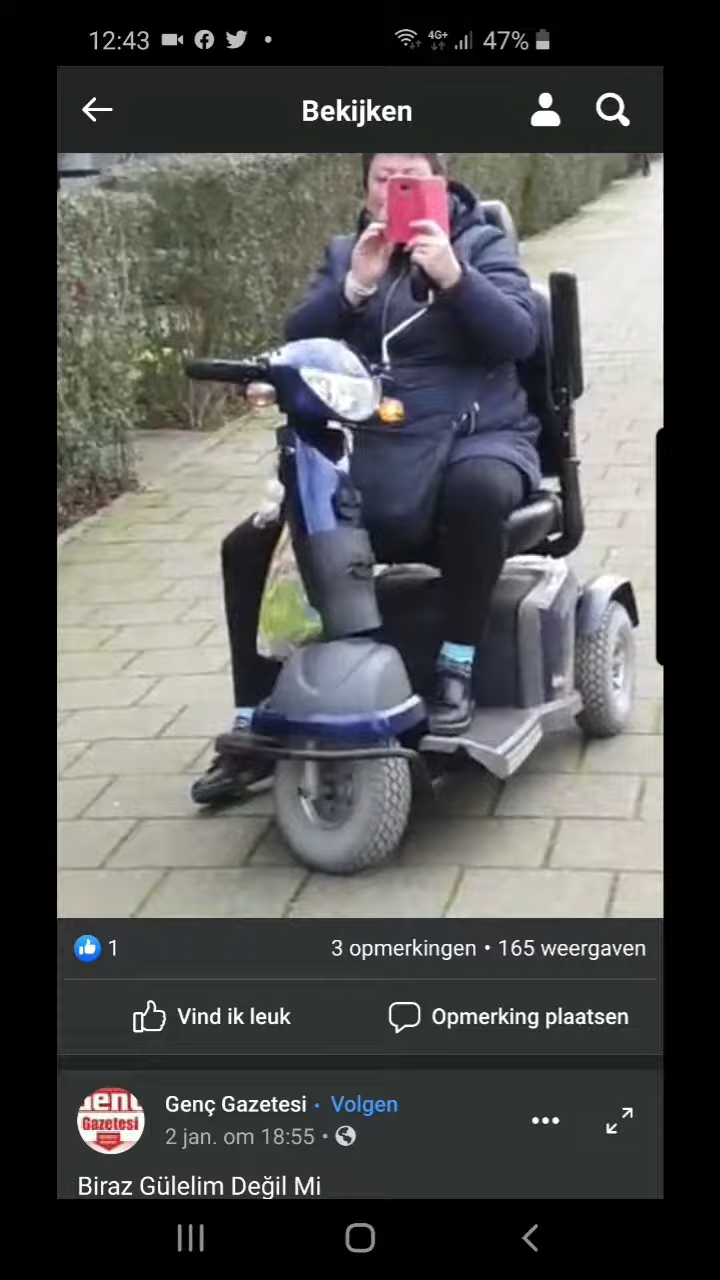 12:43 4G+ 47%
Bekijken
1 3 opmerkingen • 165 weergaven
Vind ik leuk Opmerking plaatsen
Genç Gazetesi • Volgen
2 jan. om 18:55 •
Gazetesi
Biraz Gülelim Değil Mi